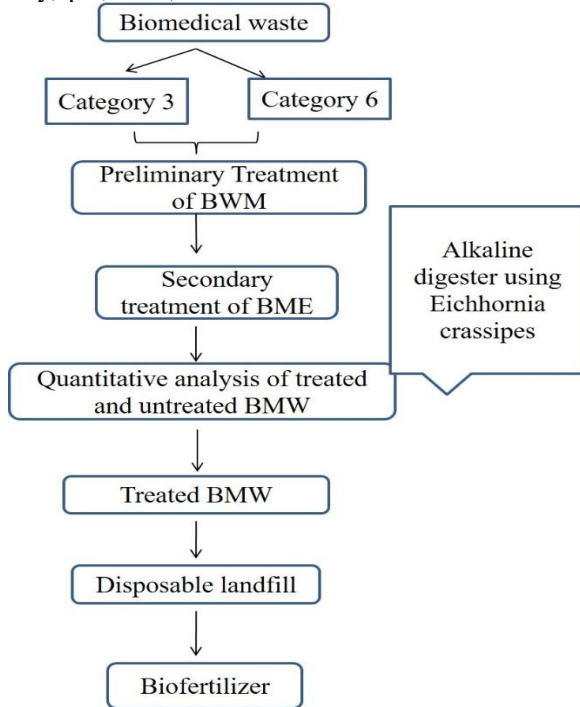 Biomedical waste
Category 3
Category 6
Preliminary Treatment
of BWM
Alkaline
digester using
Eichhornia
crassipes
Secondary
treatment of BME
Quantitative analysis of treated
and untreated BMW
Treated BMW
Disposable landfill
Biofertilizer